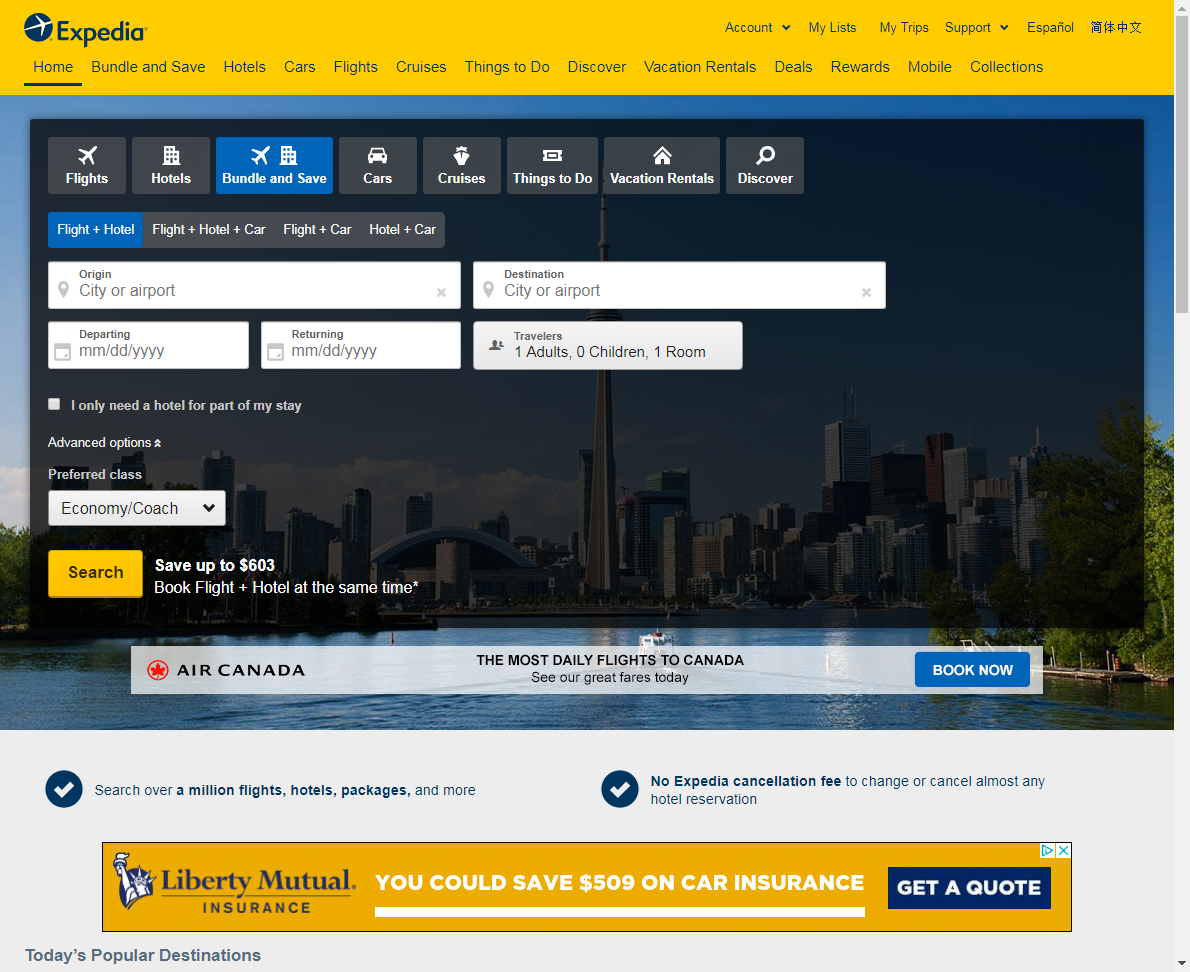 Expedia
Account
My Lists
My Trips
Support
Español
简体中文
Home
Bundle and Save
Hotels
Cars
Flights
Cruises
Things to Do
Discover
Vacation Rentals
Deals
Rewards
Mobile
Collections
Flights
Hotels
Bundle and Save
Cars
Cruises
Things to Do
Vacation Rentals
Discover
Flight + Hotel
Flight + Hotel + Car
Flight + Car
Hotel + Car
Origin
City or airport
Destination
City or airport
Departing
mm/dd/yyyy
Returning
mm/dd/yyyy
Travelers
1 Adults, 0 Children, 1 Room
I only need a hotel for part of my stay
Advanced options
Preferred class
Economy/Coach
Search
Save up to $603
Book Flight + Hotel at the same time*
AIR CANADA
THE MOST DAILY FLIGHTS TO CANADA
See our great fares today
BOOK NOW
Search over a million flights, hotels, packages, and more
No Expedia cancellation fee to change or cancel almost any
hotel reservation
Liberty Mutual.
INSURANCE
YOU COULD SAVE $509 ON CAR INSURANCE
GET A QUOTE
Today's Popular Destinations